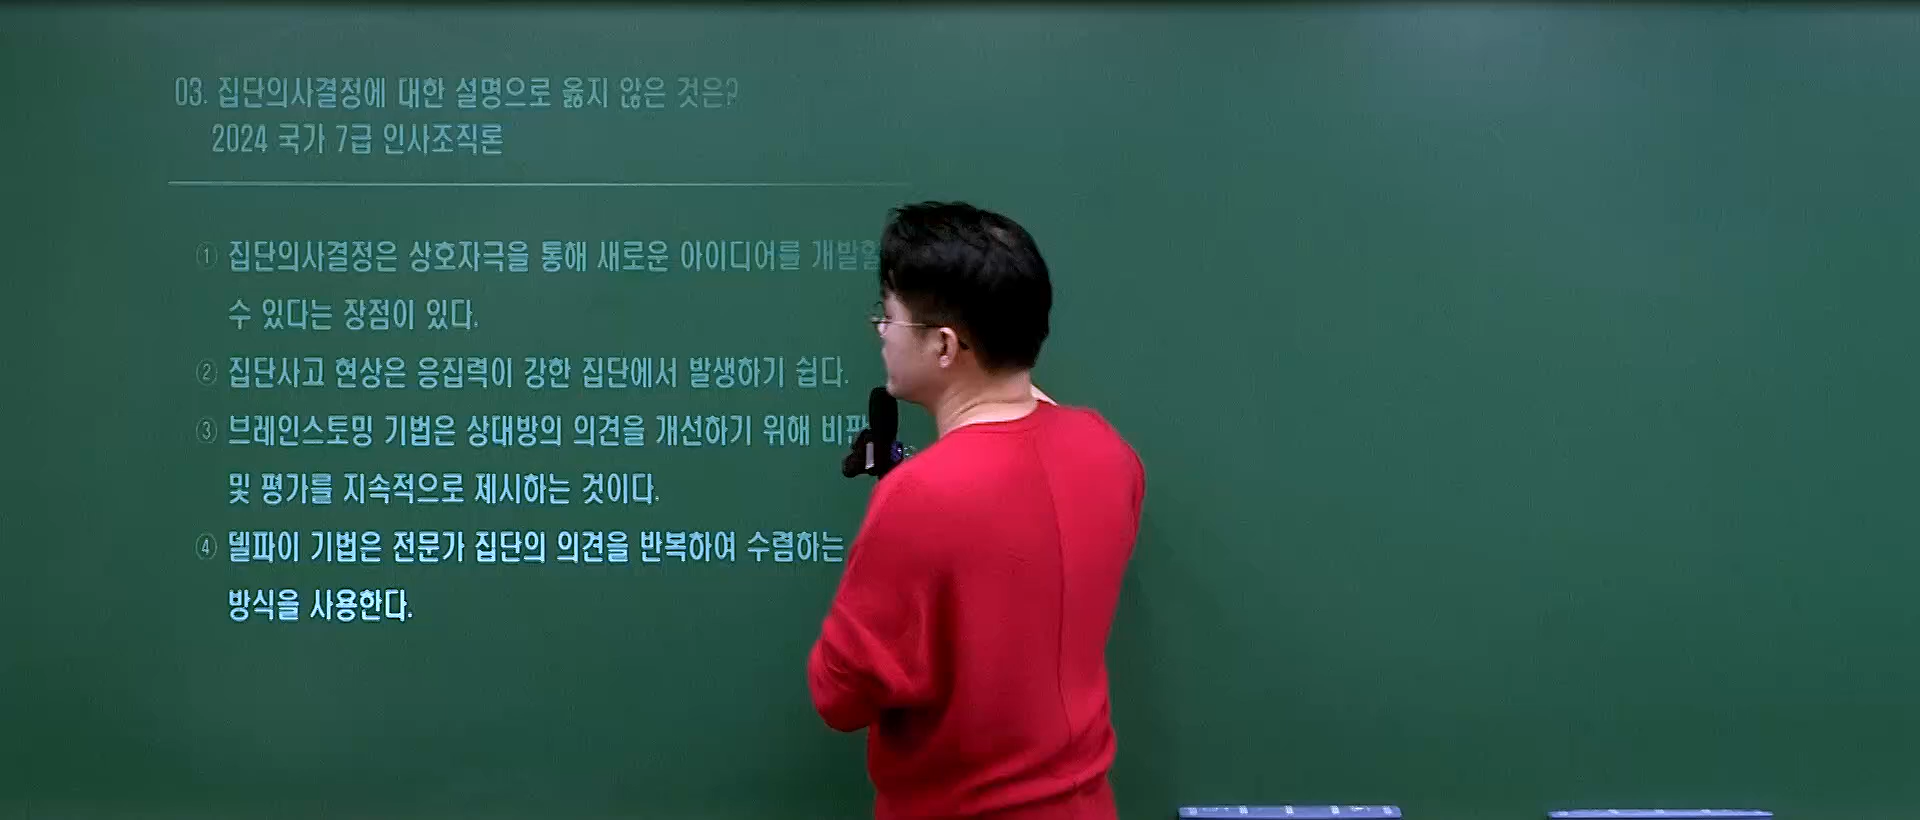 03. 집단의사결정에 대한 설명으로 옳지 않은 것은?
2024 국가 7급 인사조직론
① 집단의사결정은 상호자극을 통해 새로운 아이디어를 개발할
수 있다는 장점이 있다.
② 집단사고 현상은 응집력이 강한 집단에서 발생하기 쉽다.
③ 브레인스토밍 기법은 상대방의 의견을 개선하기 위해
및 평가를 지속적으로 제시하는 것이다.
④ 델파이 기법은 전문가 집단의 의견을 반복하여 수렴하는
방식을 사용한다.